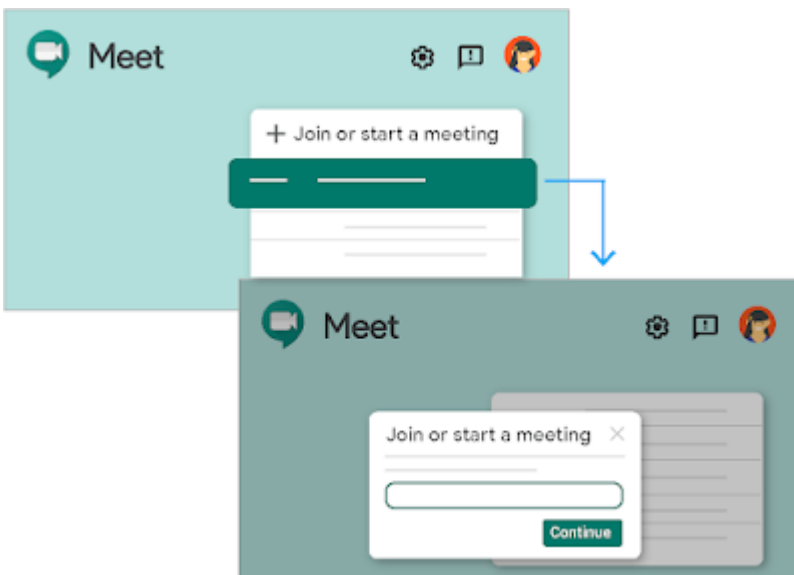 Meet
+ Join or start a meeting
Meet
Join or start a meeting
Continue